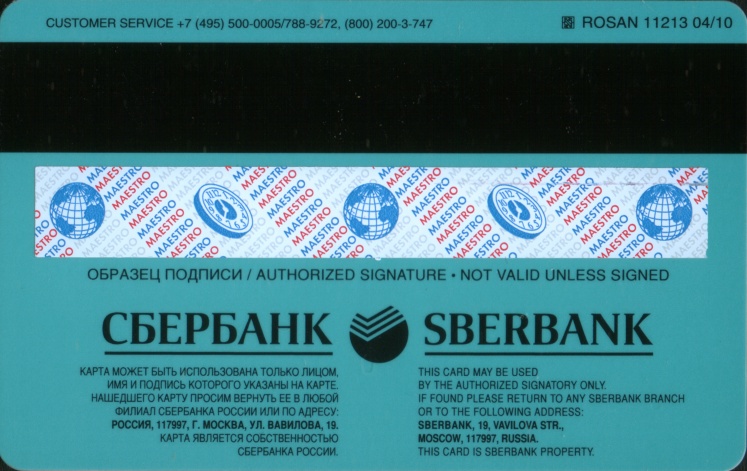 CUSTOMER SERVICE +7 (495) 500-0005/788-9272, (800) 200-3-747
ROSAN 11213 04/10
MAESTRO MAESTRO MAESTRO MAESTRO MAESTRO
ОБРАЗЕЦ ПОДПИСИ / AUTHORIZED SIGNATURE • NOT VALID UNLESS SIGNED
СБЕРБАНК
КАРТА МОЖЕТ БЫТЬ ИСПОЛЬЗОВАНА ТОЛЬКО ЛИЦОМ,
ИМЯ И ПОДПИСЬ КОТОРОГО УКАЗАНЫ НА КАРТЕ.
НАШЕДШЕГО КАРТУ ПРОСИМ ВЕРНУТЬ ЕЕ В ЛЮБОЙ
ФИЛИАЛ СБЕРБАНКА РОССИИ ИЛИ ПО АДРЕСУ:
РОССИЯ, 117997, Г. МОСКВА, УЛ. ВАВИЛОВА, 19.
КАРТА ЯВЛЯЕТСЯ СОБСТВЕННОСТЬЮ
СБЕРБАНКА РОССИИ.
SBERBANK
THIS CARD MAY BE USED
BY THE AUTHORIZED SIGNATORY ONLY.
IF FOUND PLEASE RETURN TO ANY SBERBANK BRANCH
OR TO THE FOLLOWING ADDRESS:
SBERBANK, 19, VAVILOVA STR.,
MOSCOW, 117997, RUSSIA.
THIS CARD IS SBERBANK PROPERTY.